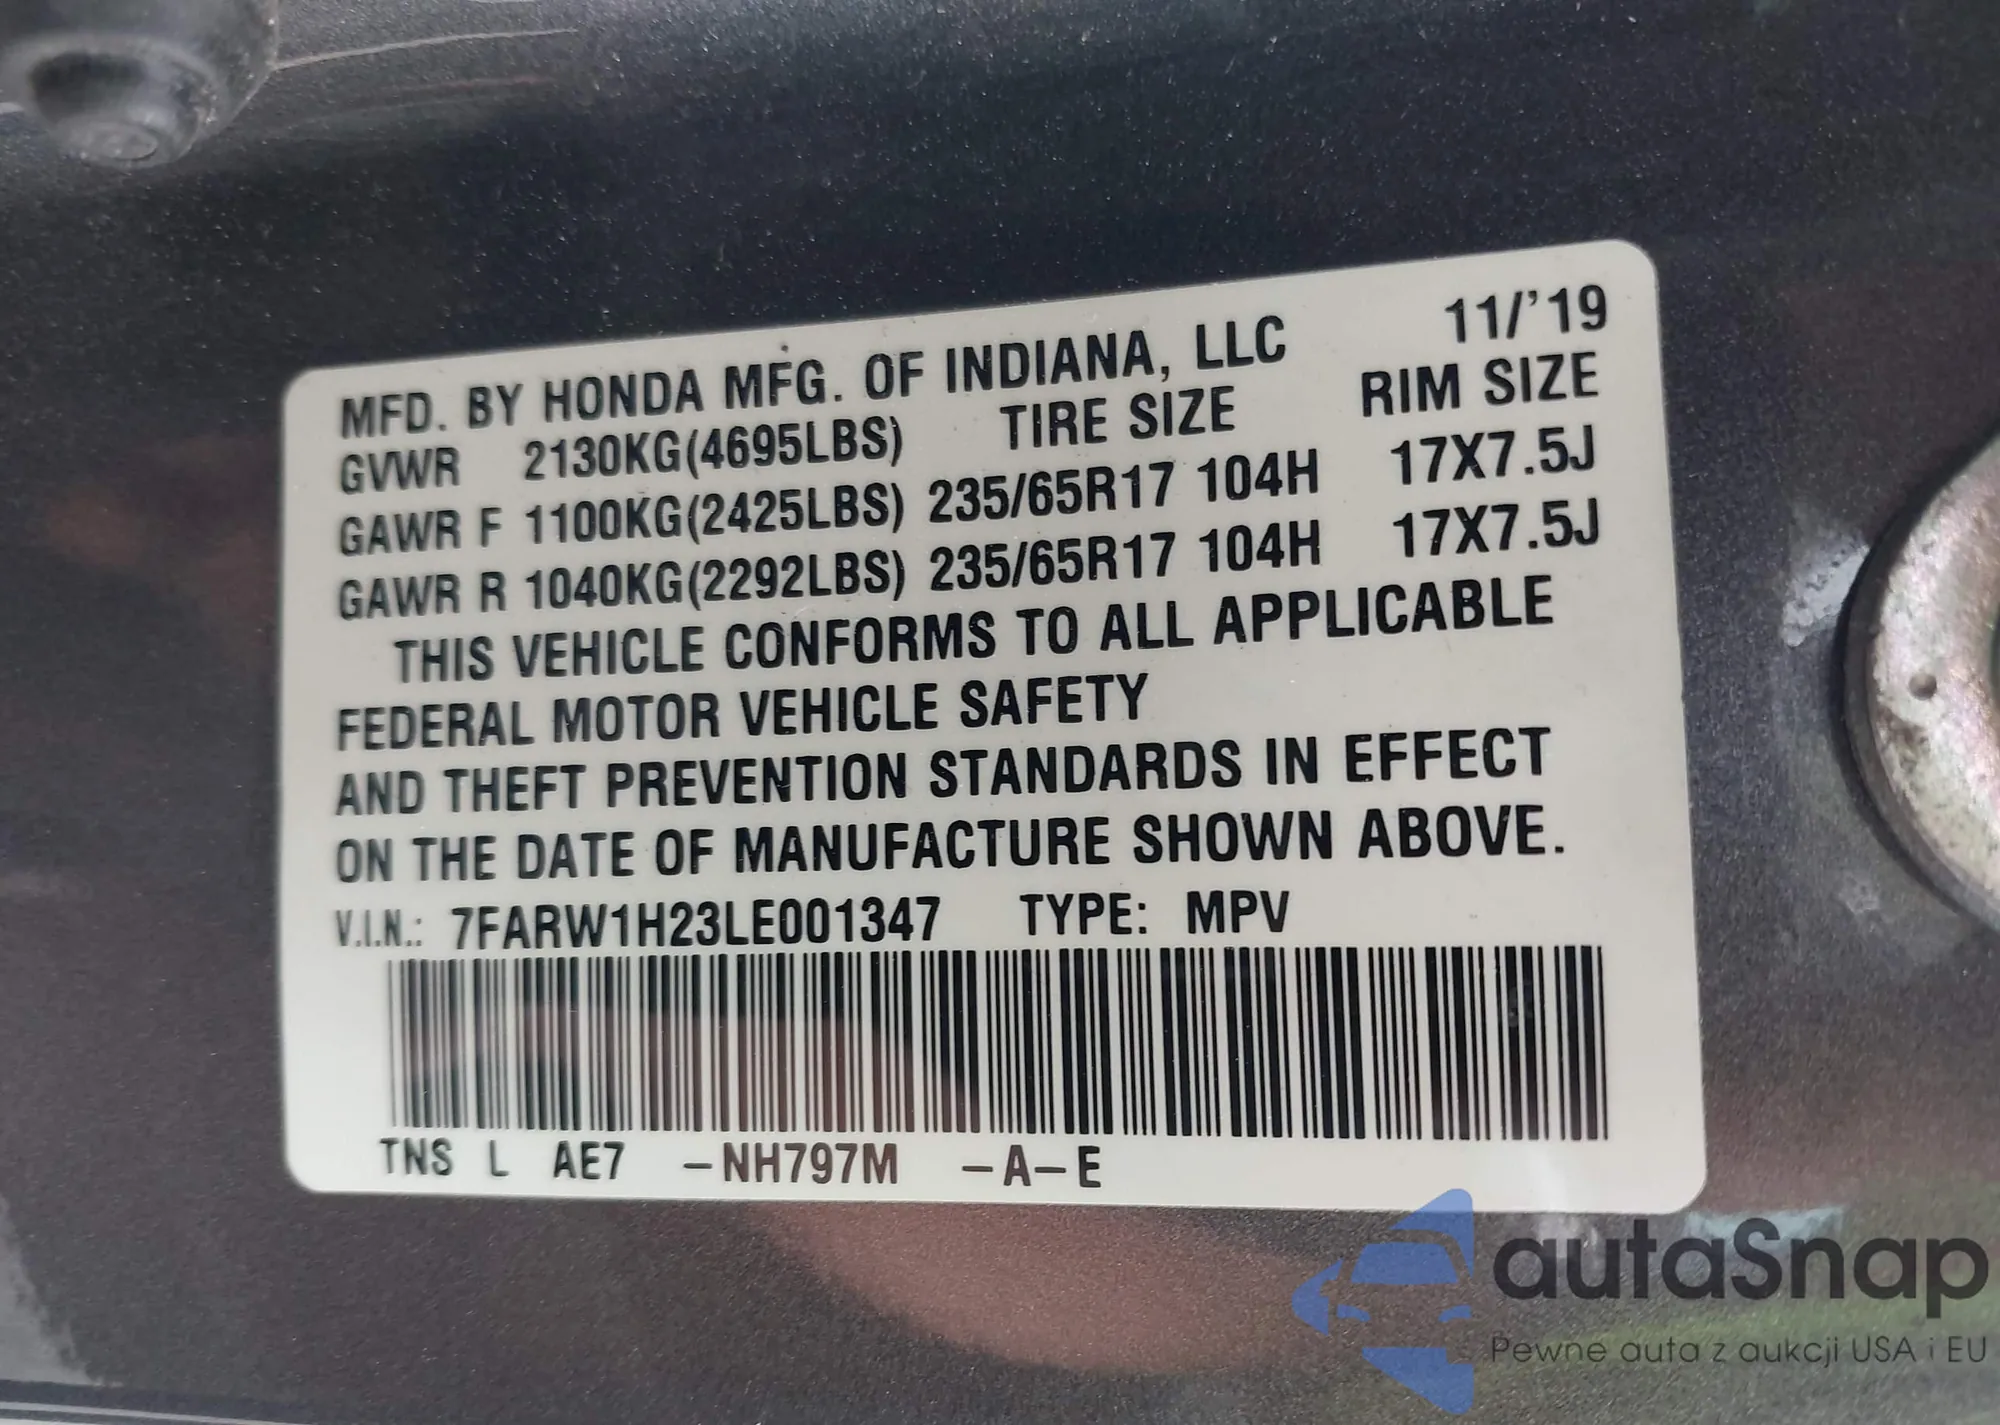 MFD. BY HONDA MFG. OF INDIANA, LLC 11/'19
GVWR 2130KG(4695LBS) TIRE SIZE RIM SIZE
GAWR F 1100KG(2425LBS) 235/65R17 104H 17X7.5J
GAWR R 1040KG(2292LBS) 235/65R17 104H 17X7.5J
THIS VEHICLE CONFORMS TO ALL APPLICABLE
FEDERAL MOTOR VEHICLE SAFETY
AND THEFT PREVENTION STANDARDS IN EFFECT
ON THE DATE OF MANUFACTURE SHOWN ABOVE.
V.I.N.: 7FARW1H23LE001347 TYPE: MPV
TNS L AE7 -NH797M -A-E
autaSnap
Pewne auta z aukcji USA i EU